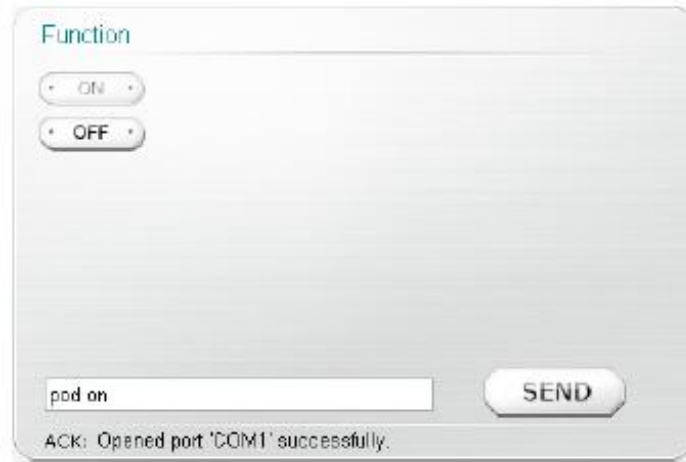 Function
ON
OFF
pod on
SEND
ACK: Opened port 'COM1' successfully.